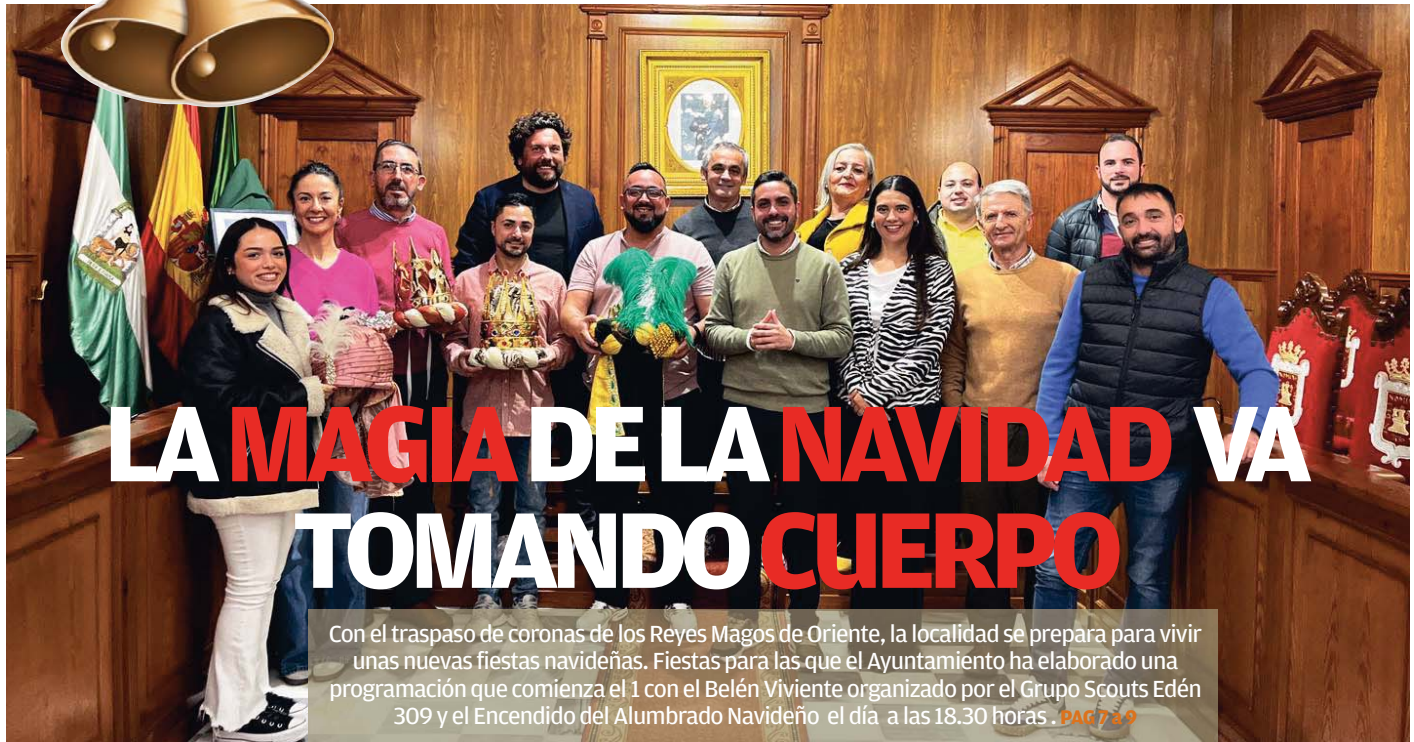 LA MAGIA DE LA NAVIDAD VA
TOMANDO CUERPO
Con el traspaso de coronas de los Reyes Magos de Oriente, la localidad se prepara para vivir
unas nuevas fiestas navideñas. Fiestas para las que el Ayuntamiento ha elaborado una
programación que comienza el 1 con el Belén Viviente organizado por el Grupo Scouts Edén
309 y el Encendido del Alumbrado Navideño el día a las 18.30 horas . PAG 7 a 9